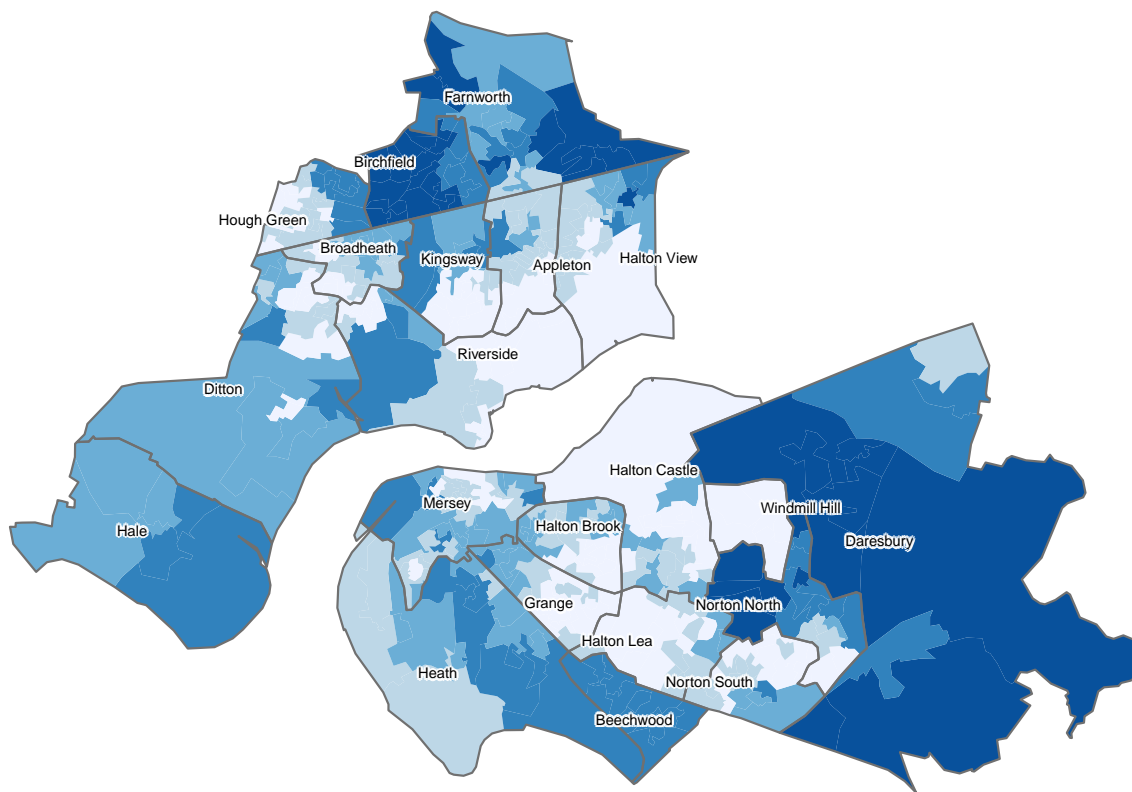 Farnworth
Birchfield
Hough Green
Broadheath
Kingsway
Appleton
Halton View
Riverside
Ditton
Halton Castle
Mersey
Windmill Hill
Halton Brook
Hale
Daresbury
Grange
Norton North
Halton Lea
Heath
Norton South
Beechwood